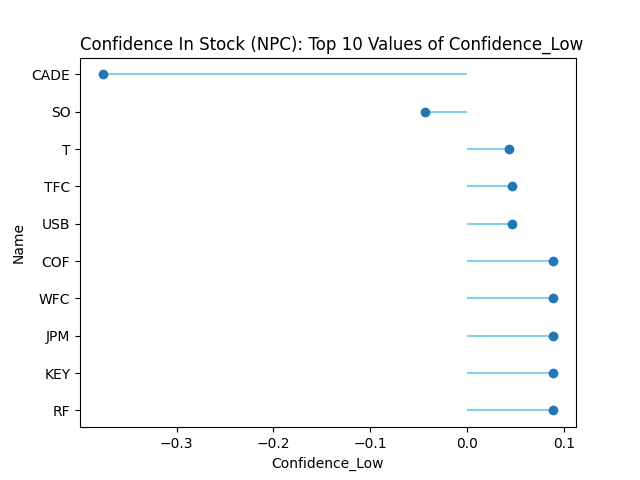 Confidence In Stock (NPC): Top 10 Values of Confidence_Low
CADE
SO
T
TFC
USB
COF
WFC
JPM
KEY
RF
Name
−0.3
−0.2
−0.1
0.0
0.1
Confidence_Low